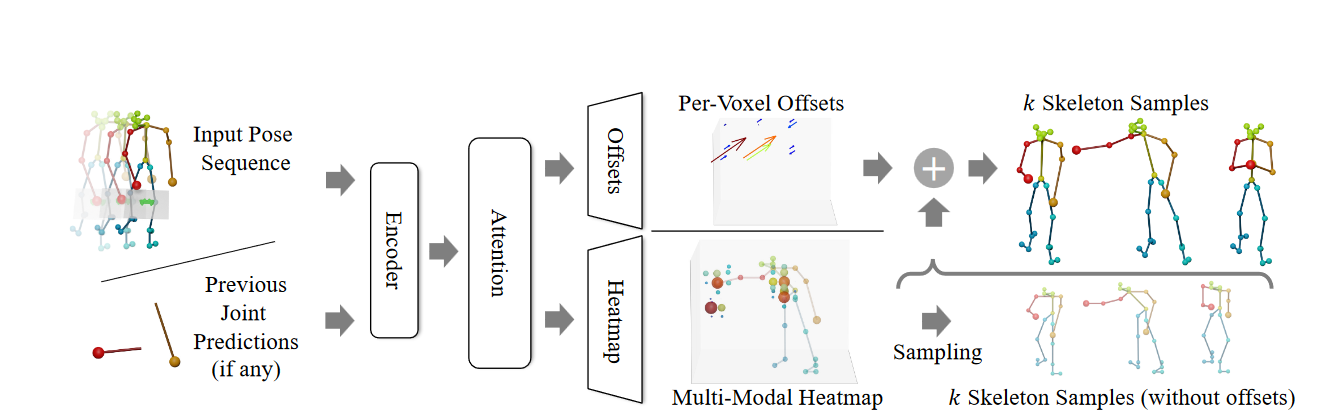 Input Pose
Sequence
Previous
Joint
Predictions
(if any)
Encoder
Attention
Offsets
Heatmap
Per-Voxel Offsets
Multi-Modal Heatmap
+
Sampling
k Skeleton Samples
k Skeleton Samples (without offsets)